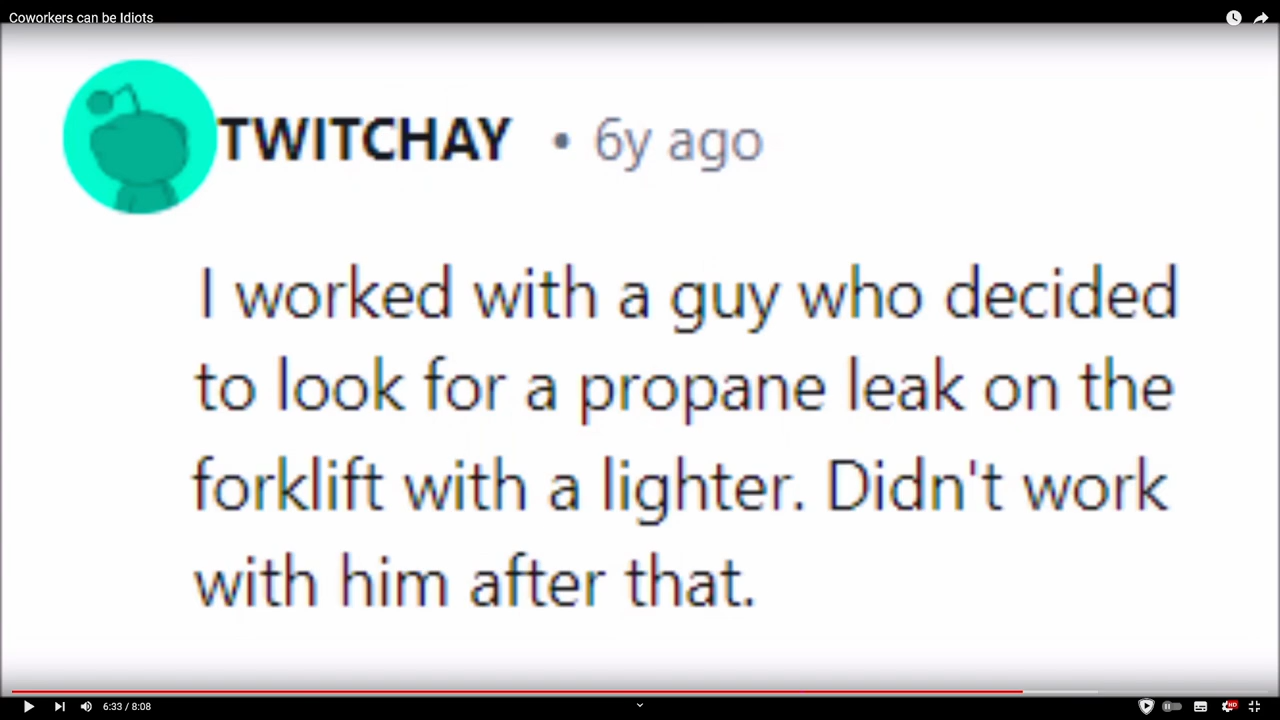 Coworkers can be Idiots
TWITCHAY • 6y ago
I worked with a guy who decided
to look for a propane leak on the
forklift with a lighter. Didn't work
with him after that.
6:33 / 8:08
HD